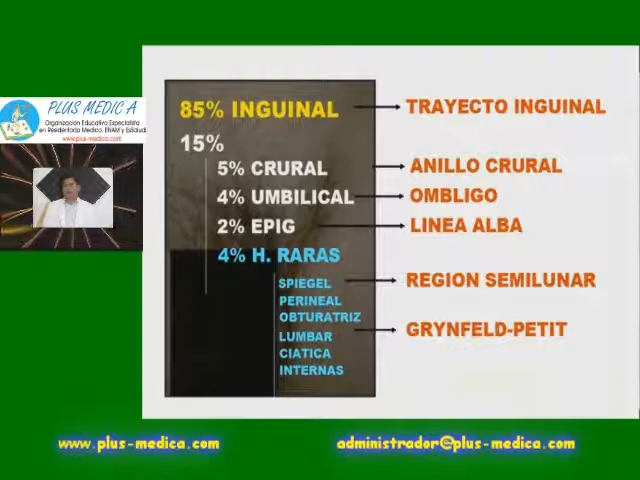 PLUS MEDIC A
Organización Educativa Especialista
en Residentado Medico, ENAM y EsSalud
www.plus-medica.com
85% INGUINAL
TRAYECTO INGUINAL
15%
5% CRURAL
ANILLO CRURAL
4% UMBILICAL
OMBLIGO
2% EPIG
LINEA ALBA
4% H. RARAS
SPIEGEL
REGION SEMILUNAR
PERINEAL
OBTURATRIZ
LUMBAR
GRYNFELD-PETIT
CIATICA
INTERNAS
www.plus-medica.com
administrador@plus-medica.com